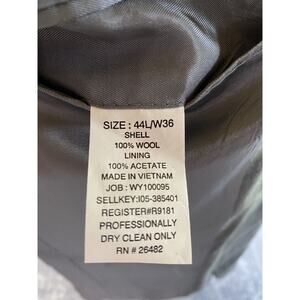 SIZE : 44L/W36
SHELL
100% WOOL
LINING
100% ACETATE
MADE IN VIETNAM
JOB : WY100095
SELLKEY:I05-385401
REGISTER#R9181
PROFESSIONALLY
DRY CLEAN ONLY
RN # 26482